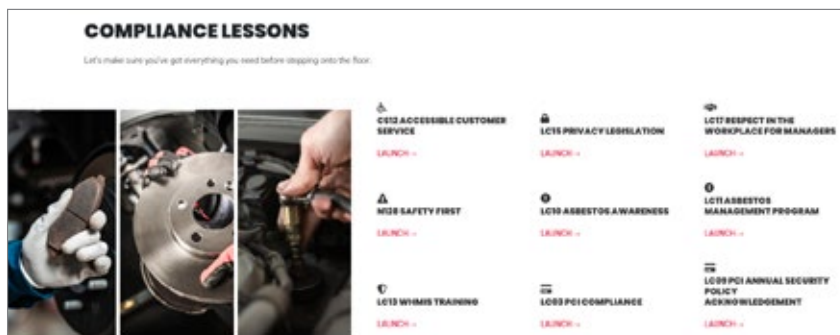 COMPLIANCE LESSONS
Let's make sure you've got everything you need before stepping onto the floor.
CS12 ACCESSIBLE CUSTOMER
SERVICE
LAUNCH →
LC15 PRIVACY LEGISLATION
LAUNCH →
LC17 RESPECT IN THE
WORKPLACE FOR MANAGERS
LAUNCH →
N128 SAFETY FIRST
LAUNCH →
LC10 ASBESTOS AWARENESS
LAUNCH →
LC11 ASBESTOS
MANAGEMENT PROGRAM
LAUNCH →
LC13 WHMIS TRAINING
LAUNCH →
LC03 PCI COMPLIANCE
LAUNCH →
LC09 PCI ANNUAL SECURITY
POLICY
ACKNOWLEDGEMENT
LAUNCH →